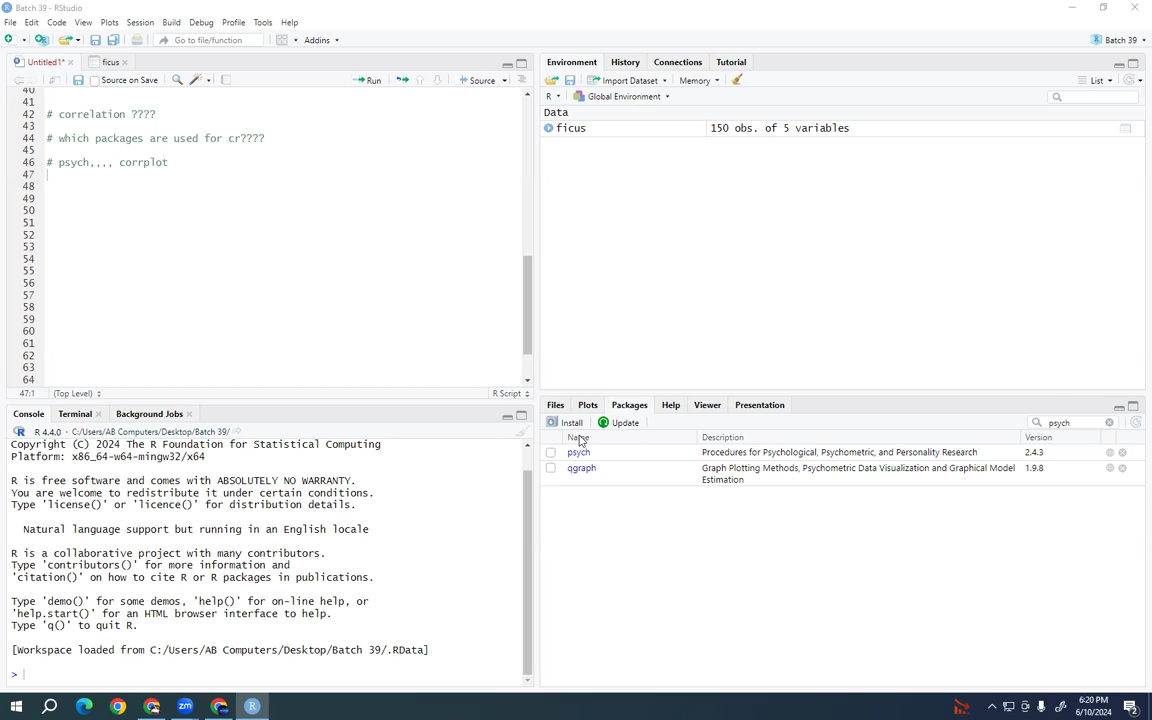 Batch 39 - RStudio
File Edit Code View Plots Session Build Debug Profile Tools Help
Go to file/function Addins Batch 39
Untitled1* ficus
Source on Save Run Source
40
41
42 # correlation ????
43
44 # which packages are used for cr????
45
46 # psych,,,, corrplot
47
48
49
50
51
52
53
54
55
56
57
58
59
60
61
62
63
64
47:1 (Top Level) R Script
Console Terminal Background Jobs
R 4.4.0 · C:/Users/AB Computers/Desktop/Batch 39/
Copyright (C) 2024 The R Foundation for Statistical Computing
Platform: x86_64-w64-mingw32/x64
R is free software and comes with ABSOLUTELY NO WARRANTY.
You are welcome to redistribute it under certain conditions.
Type 'license()' or 'licence()' for distribution details.
Natural language support but running in an English locale
R is a collaborative project with many contributors.
Type 'contributors()' for more information and
'citation()' on how to cite R or R packages in publications.
Type 'demo()' for some demos, 'help()' for on-line help, or
'help.start()' for an HTML browser interface to help.
Type 'q()' to quit R.
[Workspace loaded from C:/Users/AB Computers/Desktop/Batch 39/.RData]
>
Environment History Connections Tutorial
Import Dataset Memory List
R Global Environment
Data
ficus 150 obs. of 5 variables
Files Plots Packages Help Viewer Presentation
Install Update psych
Name Description Version
psych Procedures for Psychological, Psychometric, and Personality Research 2.4.3
qgraph Graph Plotting Methods, Psychometric Data Visualization and Graphical Model Estimation 1.9.8
zm
R
6:20 PM
6/10/2024
2